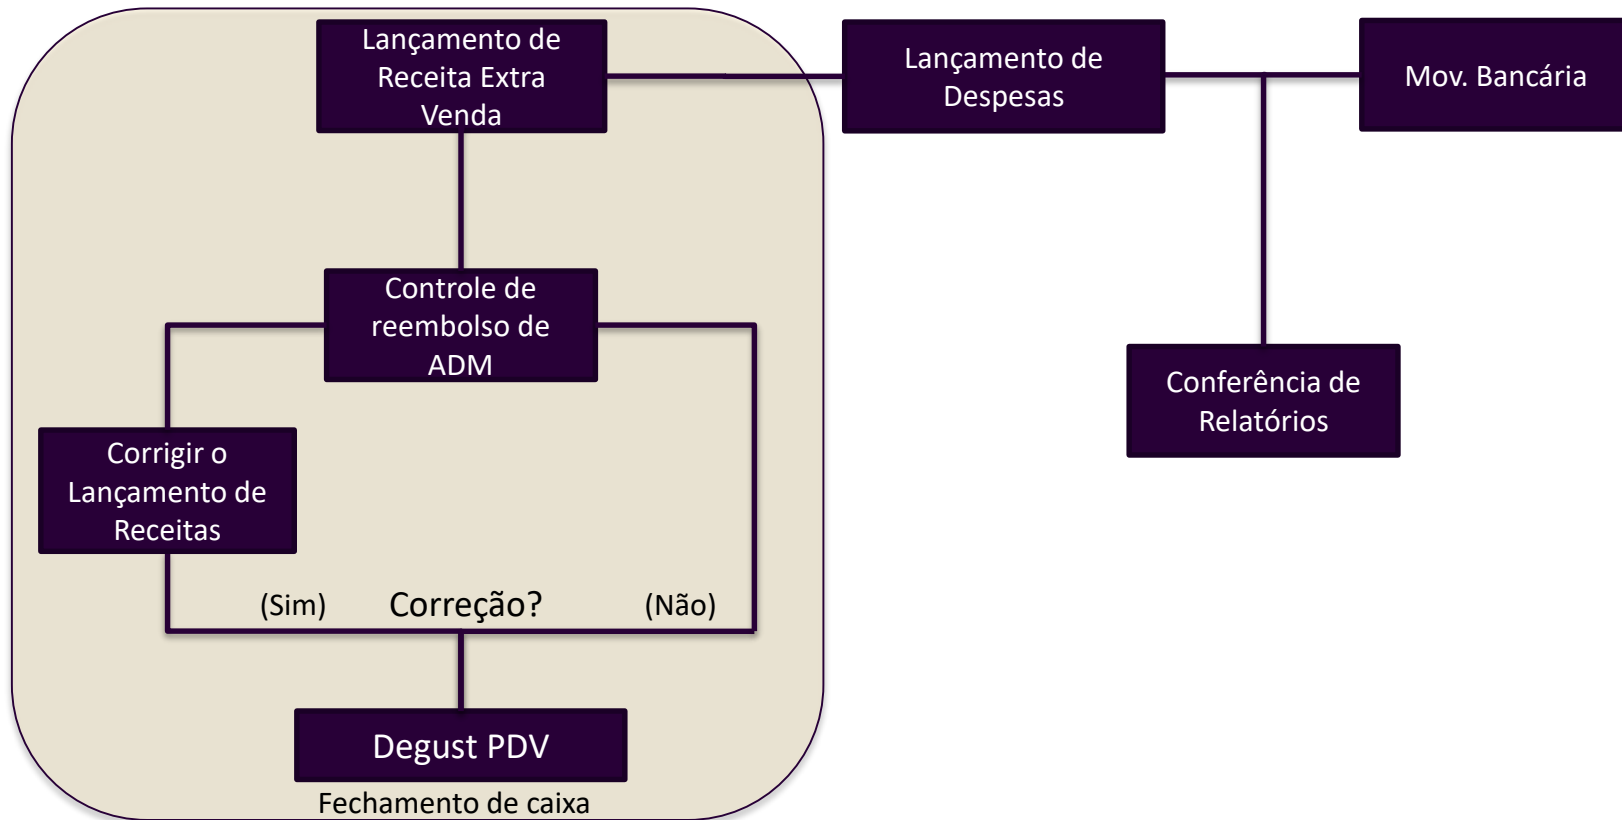 Lançamento de
Receita Extra
Venda
Lançamento de
Despesas
Mov. Bancária
Controle de
reembolso de
ADM
Conferência de
Relatórios
Corrigir o
Lançamento de
Receitas
(Sim) Correção? (Não)
Degust PDV
Fechamento de caixa